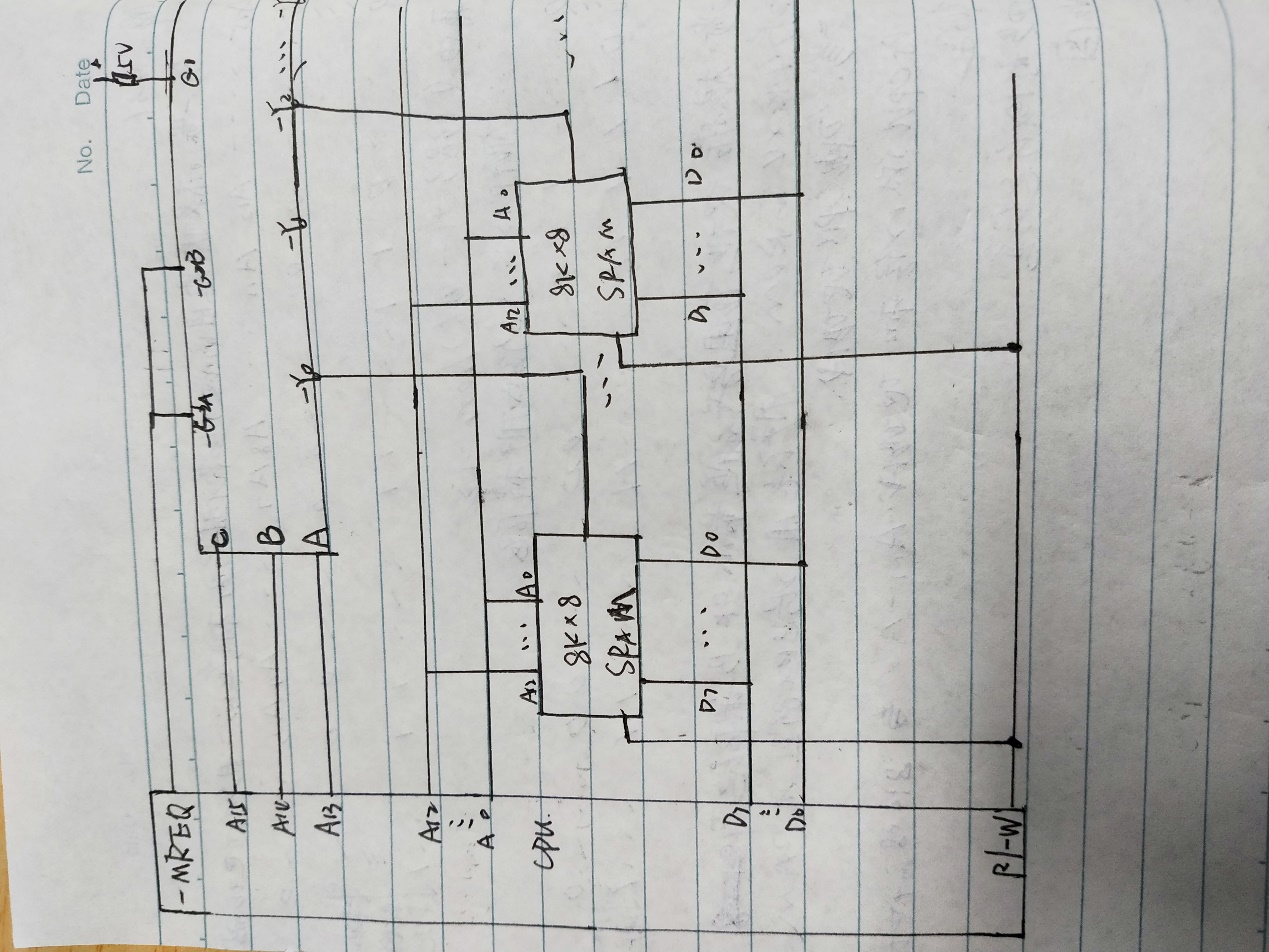 No.
Date
5V
G1
-G2B
-G2A
C
B
A
-Y0
-Y1
-Y2 ....
-MREQ
A15
A14
A13
A12
A0
CPU
D7
D0
R/-W
A12 ... A0
8K×8
SRAM
D7 ... D0
A12 ... A0
8K×8
SRAM
D7 ... D0